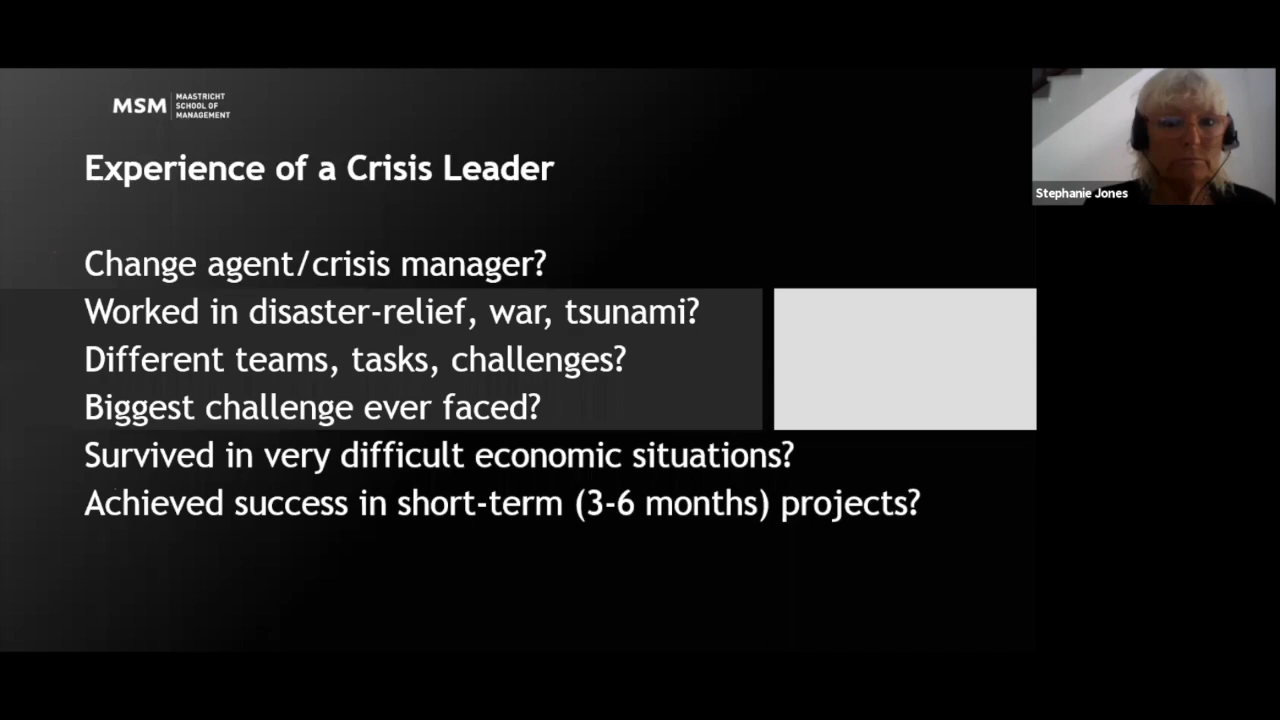 MSM
MAASTRICHT
SCHOOL OF
MANAGEMENT
Experience of a Crisis Leader
Change agent/crisis manager?
Worked in disaster-relief, war, tsunami?
Different teams, tasks, challenges?
Biggest challenge ever faced?
Survived in very difficult economic situations?
Achieved success in short-term (3-6 months) projects?
Stephanie Jones